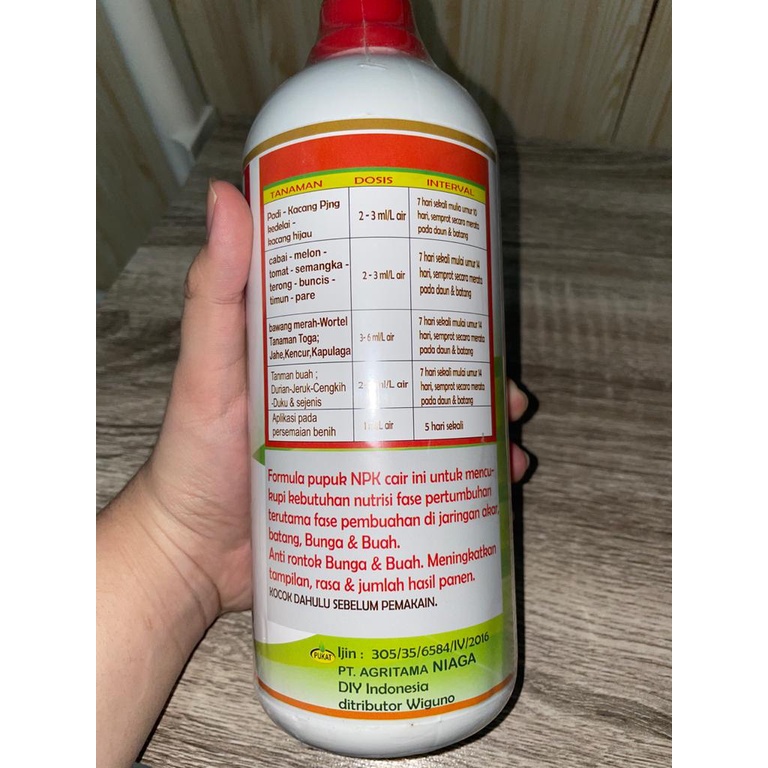 TANAMAN DOSIS INTERVAL
Padi - Kacang Pjng
kedelai -
kacang hijau
2 - 3 ml/L air
7 hari sekali mulia umur 10
hari, semprot secara merata
pada daun & batang
cabai - melon -
tomat - semangka -
terong - buncis -
timun - pare
2 - 3 ml/L air
7 hari sekali mulai umur 14
hari, semprot secara merata
pada daun & batang
bawang merah-Wortel
Tanaman Toga;
Jahe,Kencur,Kapulaga
3- 6 ml/L air
7 hari sekali mulai umur 14
hari, semprot secara merata
pada daun & batang
Tanman buah ;
Durian-Jeruk-Cengkih
-Duku & sejenis
air
7 hari sekali mulai umur 14
hari, semprot secara merata
pada daun & batang
Aplikasi pada
persemaian benih
air
5 hari sekali
Formula pupuk NPK cair ini untuk mencu-
kupi kebutuhan nutrisi fase pertumbuhan
terutama fase pembuahan di jaringan akar,
batang, Bunga & Buah.
Anti rontok Bunga & Buah. Meningkatkan
tampilan, rasa & jumlah hasil panen.
KOCOK DAHULU SEBELUM PEMAKAIN.
PUKAT
Ijin : 305/35/6584/IV/2016
PT. AGRITAMA NIAGA
DIY Indonesia
ditributor Wiguno